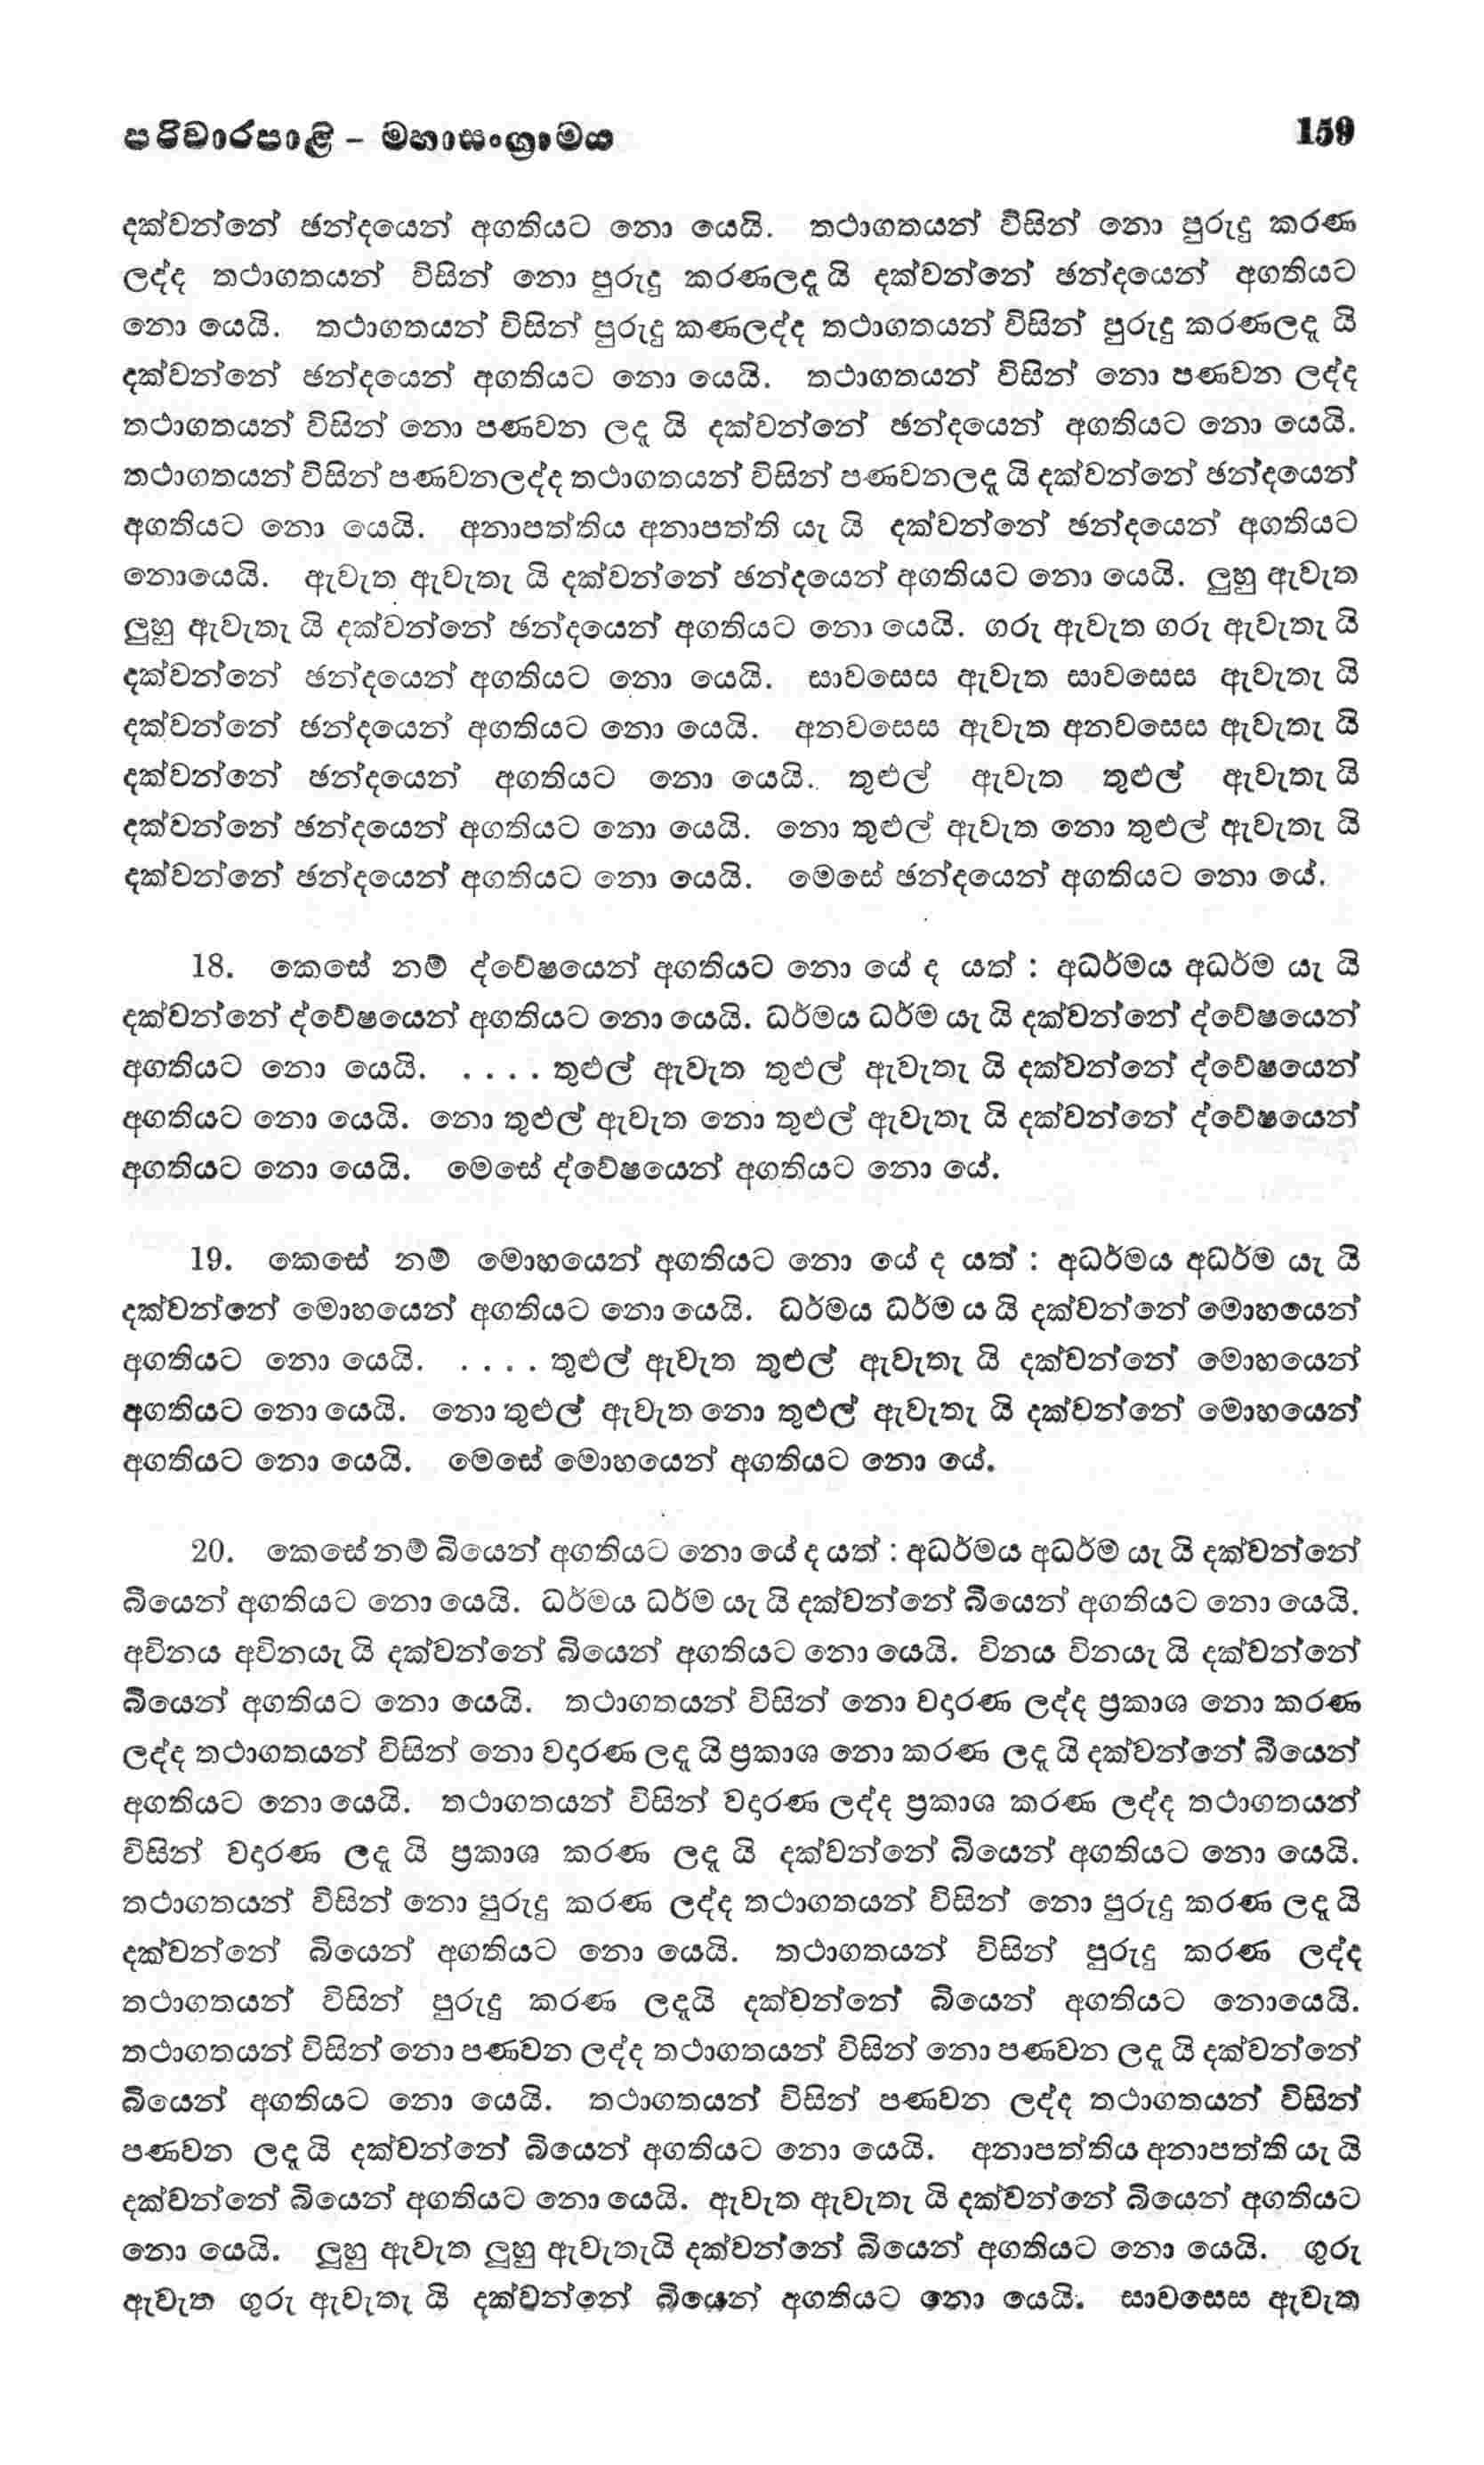 පරිවාරපාළි – මහාසංග්‍රාමය 159
දක්වන්නේ ඡන්දයෙන් අගතියට නො යෙයි. තථාගතයන් විසින් නො පුරුදු කරණ
ලද්ද තථාගතයන් විසින් නො පුරුදු කරණලදැ යි දක්වන්නේ ඡන්දයෙන් අගතියට
නො යෙයි. තථාගතයන් විසින් පුරුදු කණලද්ද තථාගතයන් විසින් පුරුදු කරණලදැ යි
දක්වන්නේ ඡන්දයෙන් අගතියට නො යෙයි. තථාගතයන් විසින් නො පණවන ලද්ද
තථාගතයන් විසින් නො පණවන ලදැ යි දක්වන්නේ ඡන්දයෙන් අගතියට නො යෙයි.
තථාගතයන් විසින් පණවනලද්ද තථාගතයන් විසින් පණවනලදැ යි දක්වන්නේ ඡන්දයෙන්
අගතියට නො යෙයි. අනාපත්තිය අනාපත්ති යැ යි දක්වන්නේ ඡන්දයෙන් අගතියට
නොයෙයි. ඇවැත ඇවැතැ යි දක්වන්නේ ඡන්දයෙන් අගතියට නො යෙයි. ලුහු ඇවැත
ලුහු ඇවැතැ යි දක්වන්නේ ඡන්දයෙන් අගතියට නො යෙයි. ගරු ඇවැත ගරු ඇවැතැ යි
දක්වන්නේ ඡන්දයෙන් අගතියට නො යෙයි. සාවසෙස ඇවැත සාවසෙස ඇවැතැ යි
දක්වන්නේ ඡන්දයෙන් අගතියට නො යෙයි. අනවසෙස ඇවැත අනවසෙස ඇවැතැ යි
දක්වන්නේ ඡන්දයෙන් අගතියට නො යෙයි. තුළුල් ඇවැත තුළුල් ඇවැතැ යි
දක්වන්නේ ඡන්දයෙන් අගතියට නො යෙයි. නො තුළුල් ඇවැත නො තුළුල් ඇවැතැ යි
දක්වන්නේ ඡන්දයෙන් අගතියට නො යෙයි. මෙසේ ඡන්දයෙන් අගතියට නො යේ.
18. කෙසේ නම් ද්වේෂයෙන් අගතියට නො යේ ද යත් : අධර්මය අධර්ම යැ යි
දක්වන්නේ ද්වේෂයෙන් අගතියට නො යෙයි. ධර්මය ධර්ම යැ යි දක්වන්නේ ද්වේෂයෙන්
අගතියට නො යෙයි. . . . . තුළුල් ඇවැත තුළුල් ඇවැතැ යි දක්වන්නේ ද්වේෂයෙන්
අගතියට නො යෙයි. නො තුළුල් ඇවැත නො තුළුල් ඇවැතැ යි දක්වන්නේ ද්වේෂයෙන්
අගතියට නො යෙයි. මෙසේ ද්වේෂයෙන් අගතියට නො යේ.
19. කෙසේ නම් මොහයෙන් අගතියට නො යේ ද යත් : අධර්මය අධර්ම යැ යි
දක්වන්නේ මොහයෙන් අගතියට නො යෙයි. ධර්මය ධර්ම ය යි දක්වන්නේ මොහයෙන්
අගතියට නො යෙයි. . . . . තුළුල් ඇවැත තුළුල් ඇවැතැ යි දක්වන්නේ මොහයෙන්
අගතියට නො යෙයි. නො තුළුල් ඇවැත නො තුළුල් ඇවැතැ යි දක්වන්නේ මොහයෙන්
අගතියට නො යෙයි. මෙසේ මොහයෙන් අගතියට නො යේ.
20. කෙසේ නම් බියෙන් අගතියට නො යේ ද යත් : අධර්මය අධර්ම යැ යි දක්වන්නේ
බියෙන් අගතියට නො යෙයි. ධර්මය ධර්ම යැ යි දක්වන්නේ බියෙන් අගතියට නො යෙයි.
අවිනය අවිනයැ යි දක්වන්නේ බියෙන් අගතියට නො යෙයි. විනය විනයැ යි දක්වන්නේ
බියෙන් අගතියට නො යෙයි. තථාගතයන් විසින් නො වදාරණ ලද්ද ප්‍රකාශ නො කරණ
ලද්ද තථාගතයන් විසින් නො වදාරණ ලදැ යි ප්‍රකාශ නො කරණ ලදැ යි දක්වන්නේ බියෙන්
අගතියට නො යෙයි. තථාගතයන් විසින් වදාරණ ලද්ද ප්‍රකාශ කරණ ලද්ද තථාගතයන්
විසින් වදාරණ ලදැ යි ප්‍රකාශ කරණ ලදැ යි දක්වන්නේ බියෙන් අගතියට නො යෙයි.
තථාගතයන් විසින් නො පුරුදු කරණ ලද්ද තථාගතයන් විසින් නො පුරුදු කරණ ලදැ යි
දක්වන්නේ බියෙන් අගතියට නො යෙයි. තථාගතයන් විසින් පුරුදු කරණ ලද්ද
තථාගතයන් විසින් පුරුදු කරණ ලදැයි දක්වන්නේ බියෙන් අගතියට නොයෙයි.
තථාගතයන් විසින් නො පණවන ලද්ද තථාගතයන් විසින් නො පණවන ලදැ යි දක්වන්නේ
බියෙන් අගතියට නො යෙයි. තථාගතයන් විසින් පණවන ලද්ද තථාගතයන් විසින්
පණවන ලදැ යි දක්වන්නේ බියෙන් අගතියට නො යෙයි. අනාපත්තිය අනාපත්ති යැ යි
දක්වන්නේ බියෙන් අගතියට නො යෙයි. ඇවැත ඇවැතැ යි දක්වන්නේ බියෙන් අගතියට
නො යෙයි. ලුහු ඇවැත ලුහු ඇවැතැයි දක්වන්නේ බියෙන් අගතියට නො යෙයි. ගුරු
ඇවැත ගුරු ඇවැතැ යි දක්වන්නේ බියෙන් අගතියට නො යෙයි. සාවසෙස ඇවැත